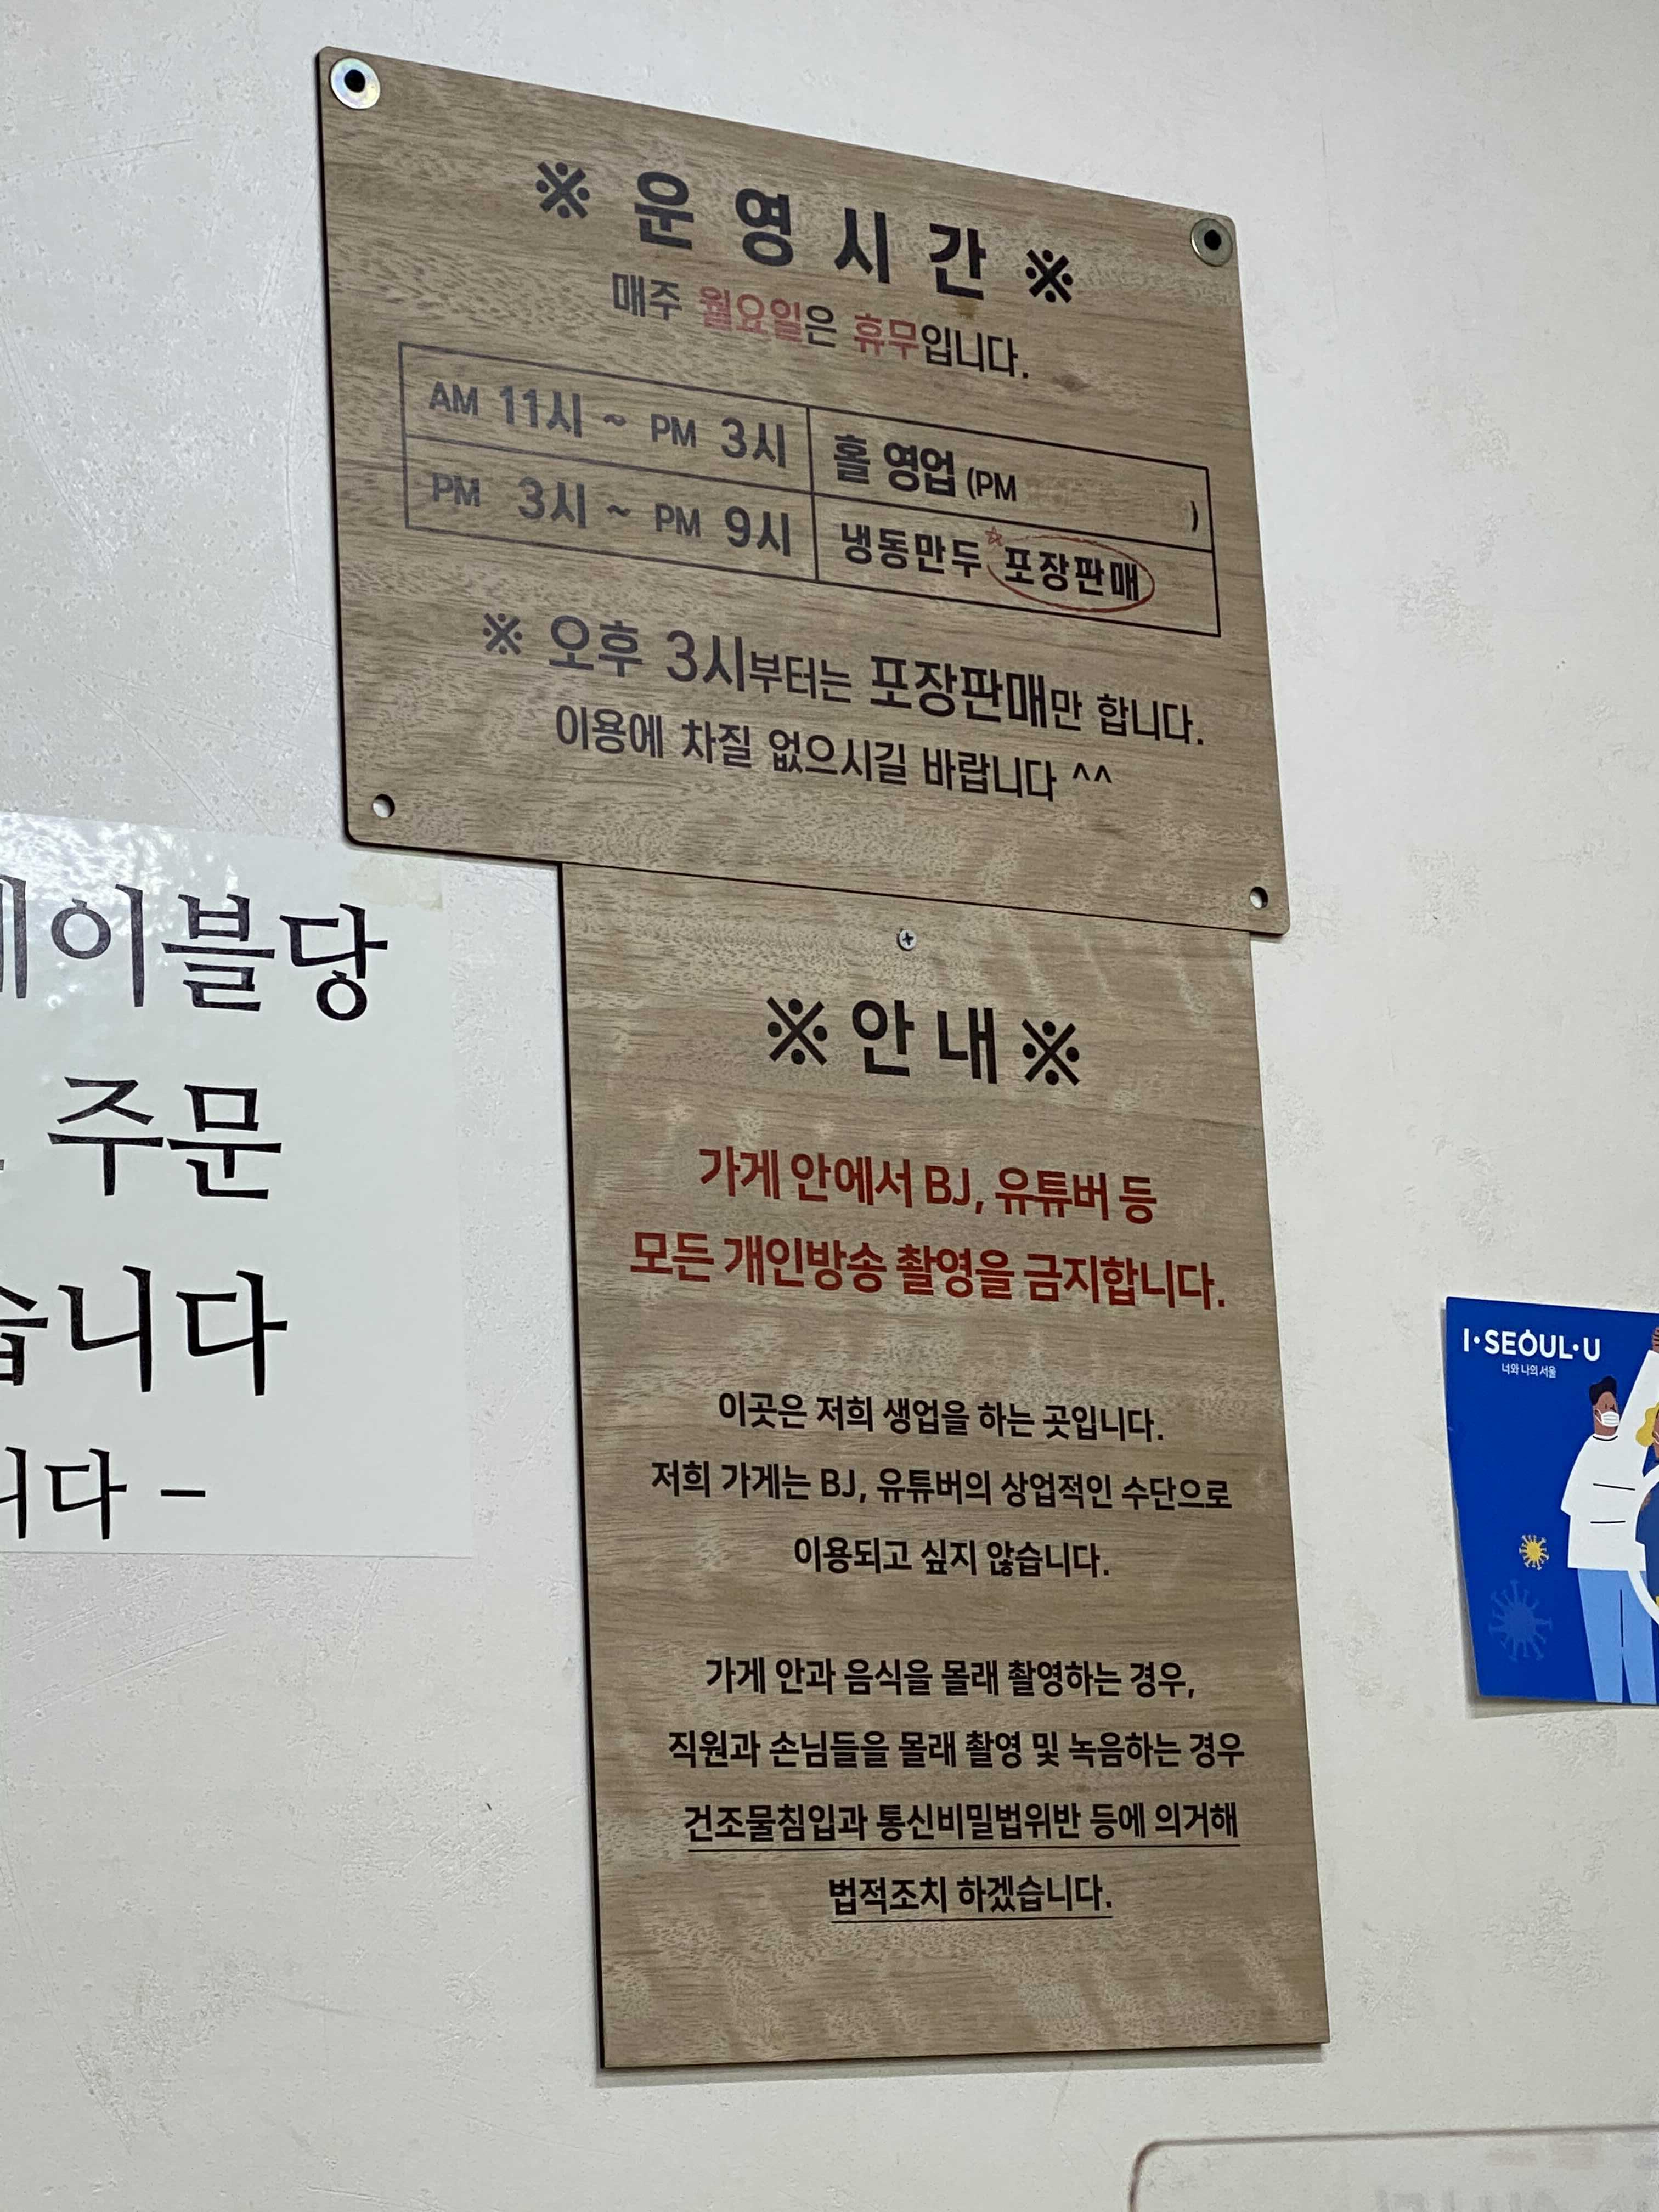 ※ 운영시간 ※
매주 월요일은 휴무입니다.
AM 11시 ~ PM 3시 홀 영업 (PM )
PM 3시 ~ PM 9시 냉동만두 ☆포장판매
※ 오후 3시부터는 포장판매만 합니다.
이용에 차질 없으시길 바랍니다 ^^
※안내※
가게 안에서 BJ, 유튜버 등
모든 개인방송 촬영을 금지합니다.
이곳은 저희 생업을 하는 곳입니다.
저희 가게는 BJ, 유튜버의 상업적인 수단으로
이용되고 싶지 않습니다.
가게 안과 음식을 몰래 촬영하는 경우,
직원과 손님들을 몰래 촬영 및 녹음하는 경우
건조물침입과 통신비밀법위반 등에 의거해
법적조치 하겠습니다.
테이블당
주문
습니다
니다 -
I·SEOUL·U
너와 나의 서울